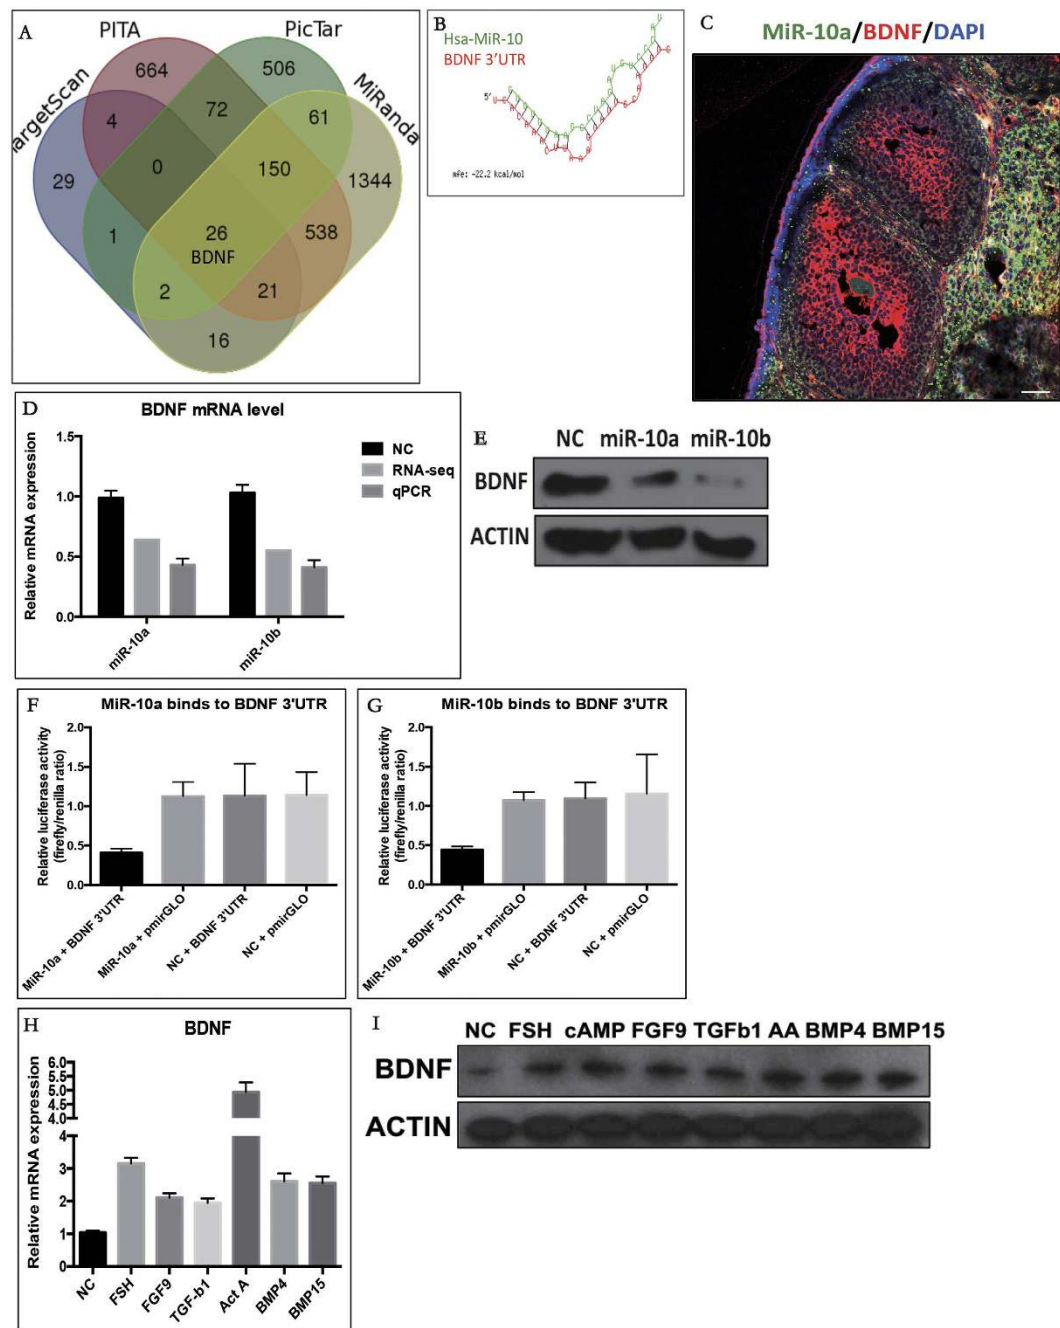 A
PITA
PicTar
TargetScan
MiRanda
664
506
4
72
61
0
150
1344
29
1
26
BDNF
538
2
21
16
B
Hsa-MiR-10
BDNF 3'UTR
5'
mfe: -22.2 kcal/mol
C
MiR-10a/BDNF/DAPI
D
BDNF mRNA level
Relative mRNA expression
1.5
1.0
0.5
0.0
miR-10a
miR-10b
NC
RNA-seq
qPCR
E
NC miR-10a miR-10b
BDNF
ACTIN
F
MiR-10a binds to BDNF 3'UTR
Relative luciferase activity
(firefly/renilla ratio)
2.0
1.5
1.0
0.5
0.0
MiR-10a + BDNF 3'UTR
MiR-10a + pmirGLO
NC + BDNF 3'UTR
NC + pmirGLO
G
MiR-10b binds to BDNF 3'UTR
Relative luciferase activity
(firefly/renilla ratio)
2.0
1.5
1.0
0.5
0.0
MiR-10b + BDNF 3'UTR
MiR-10b + pmirGLO
NC + BDNF 3'UTR
NC + pmirGLO
H
BDNF
Relative mRNA expression
6.0
5.5
5.0
4.5
4.0
4
3
2
1
0
NC
FSH
FGF9
TGF-b1
Act A
BMP4
BMP15
I
NC FSH cAMP FGF9 TGFb1 AA BMP4 BMP15
BDNF
ACTIN